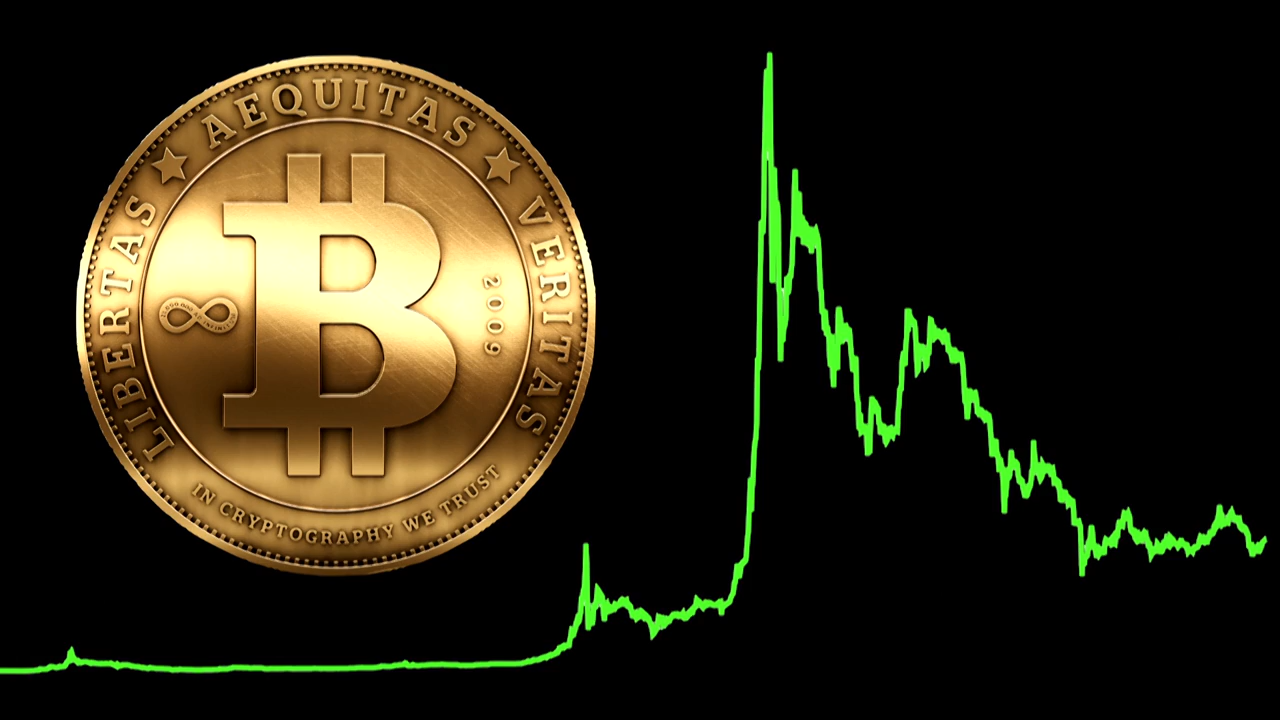 LIBERTAS ★ AEQUITAS ★ VERITAS
2009
IN CRYPTOGRAPHY WE TRUST